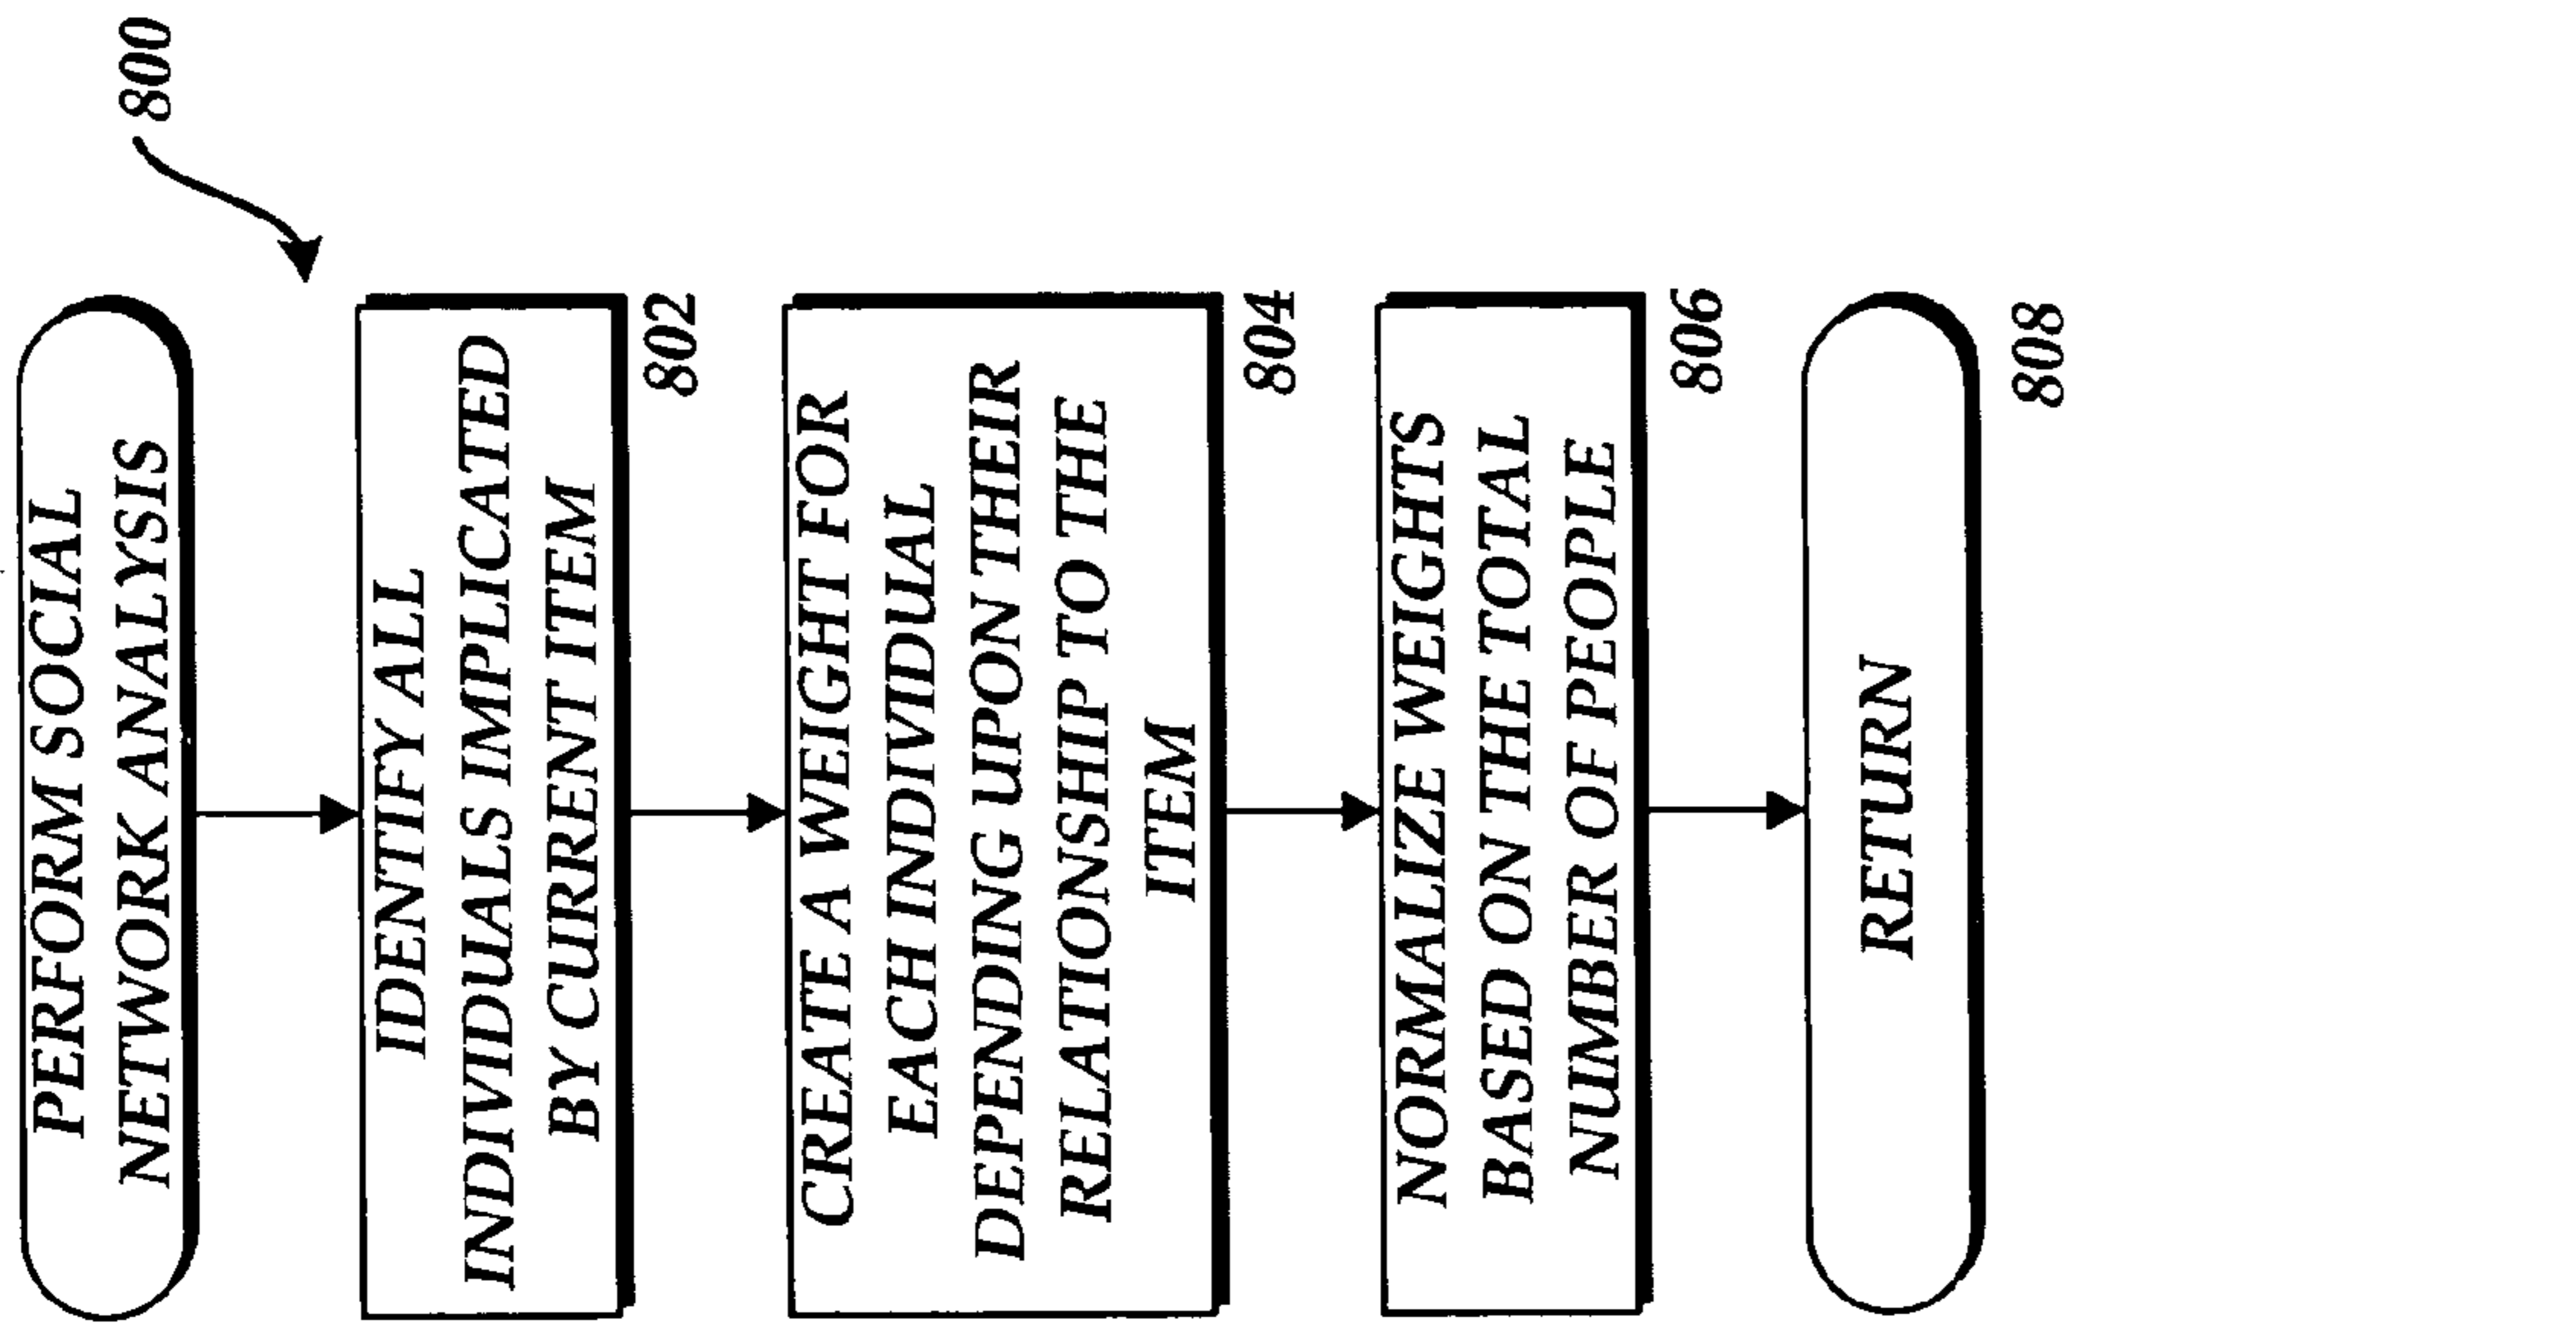 800
PERFORM SOCIAL
NETWORK ANALYSIS
IDENTIFY ALL
INDIVIDUALS IMPLICATED
BY CURRENT ITEM
802
CREATE A WEIGHT FOR
EACH INDIVIDUAL
DEPENDING UPON THEIR
RELATIONSHIP TO THE
ITEM
804
NORMALIZE WEIGHTS
BASED ON THE TOTAL
NUMBER OF PEOPLE
806
RETURN
808